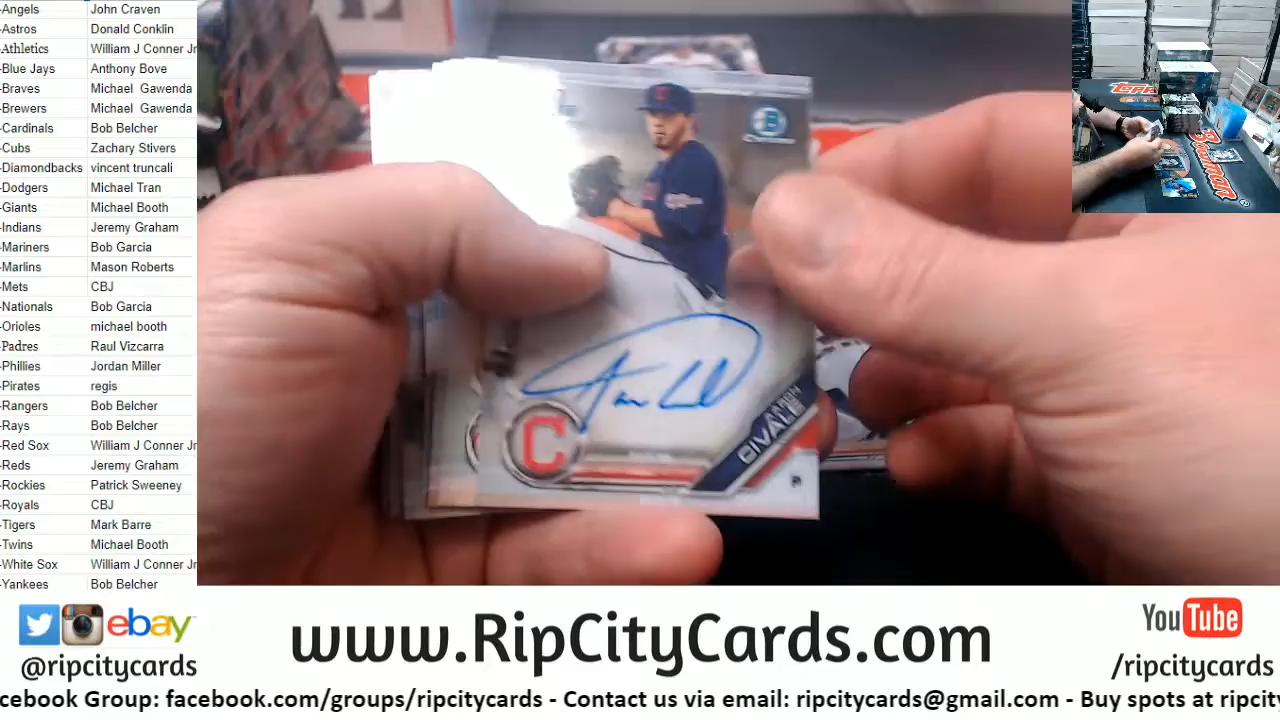 -Angels John Craven
-Astros Donald Conklin
-Athletics William J Conner Jr
-Blue Jays Anthony Bove
-Braves Michael Gawenda
-Brewers Michael Gawenda
-Cardinals Bob Belcher
-Cubs Zachary Stivers
-Diamondbacks vincent truncali
-Dodgers Michael Tran
-Giants Michael Booth
-Indians Jeremy Graham
-Mariners Bob Garcia
-Marlins Mason Roberts
-Mets CBJ
-Nationals Bob Garcia
-Orioles michael booth
-Padres Raul Vizcarra
-Phillies Jordan Miller
-Pirates regis
-Rangers Bob Belcher
-Rays Bob Belcher
-Red Sox William J Conner Jr
-Reds Jeremy Graham
-Rockies Patrick Sweeney
-Royals CBJ
-Tigers Mark Barre
-Twins Michael Booth
-White Sox William J Conner Jr
-Yankees Bob Belcher
B
C
CIVALE
Topps
Bowman
ebay
@ripcitycards
www.RipCityCards.com
YouTube
/ripcitycards
cebook Group: facebook.com/groups/ripcitycards - Contact us via email: ripcitycards@gmail.com - Buy spots at ripcity